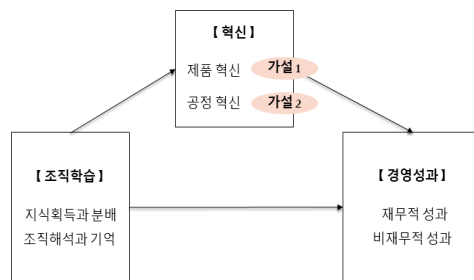 【 혁신 】
제품 혁신 가설 1
공정 혁신 가설 2
【 조직학습 】
지식획득과 분배
조직해석과 기억
【 경영성과 】
재무적 성과
비재무적 성과